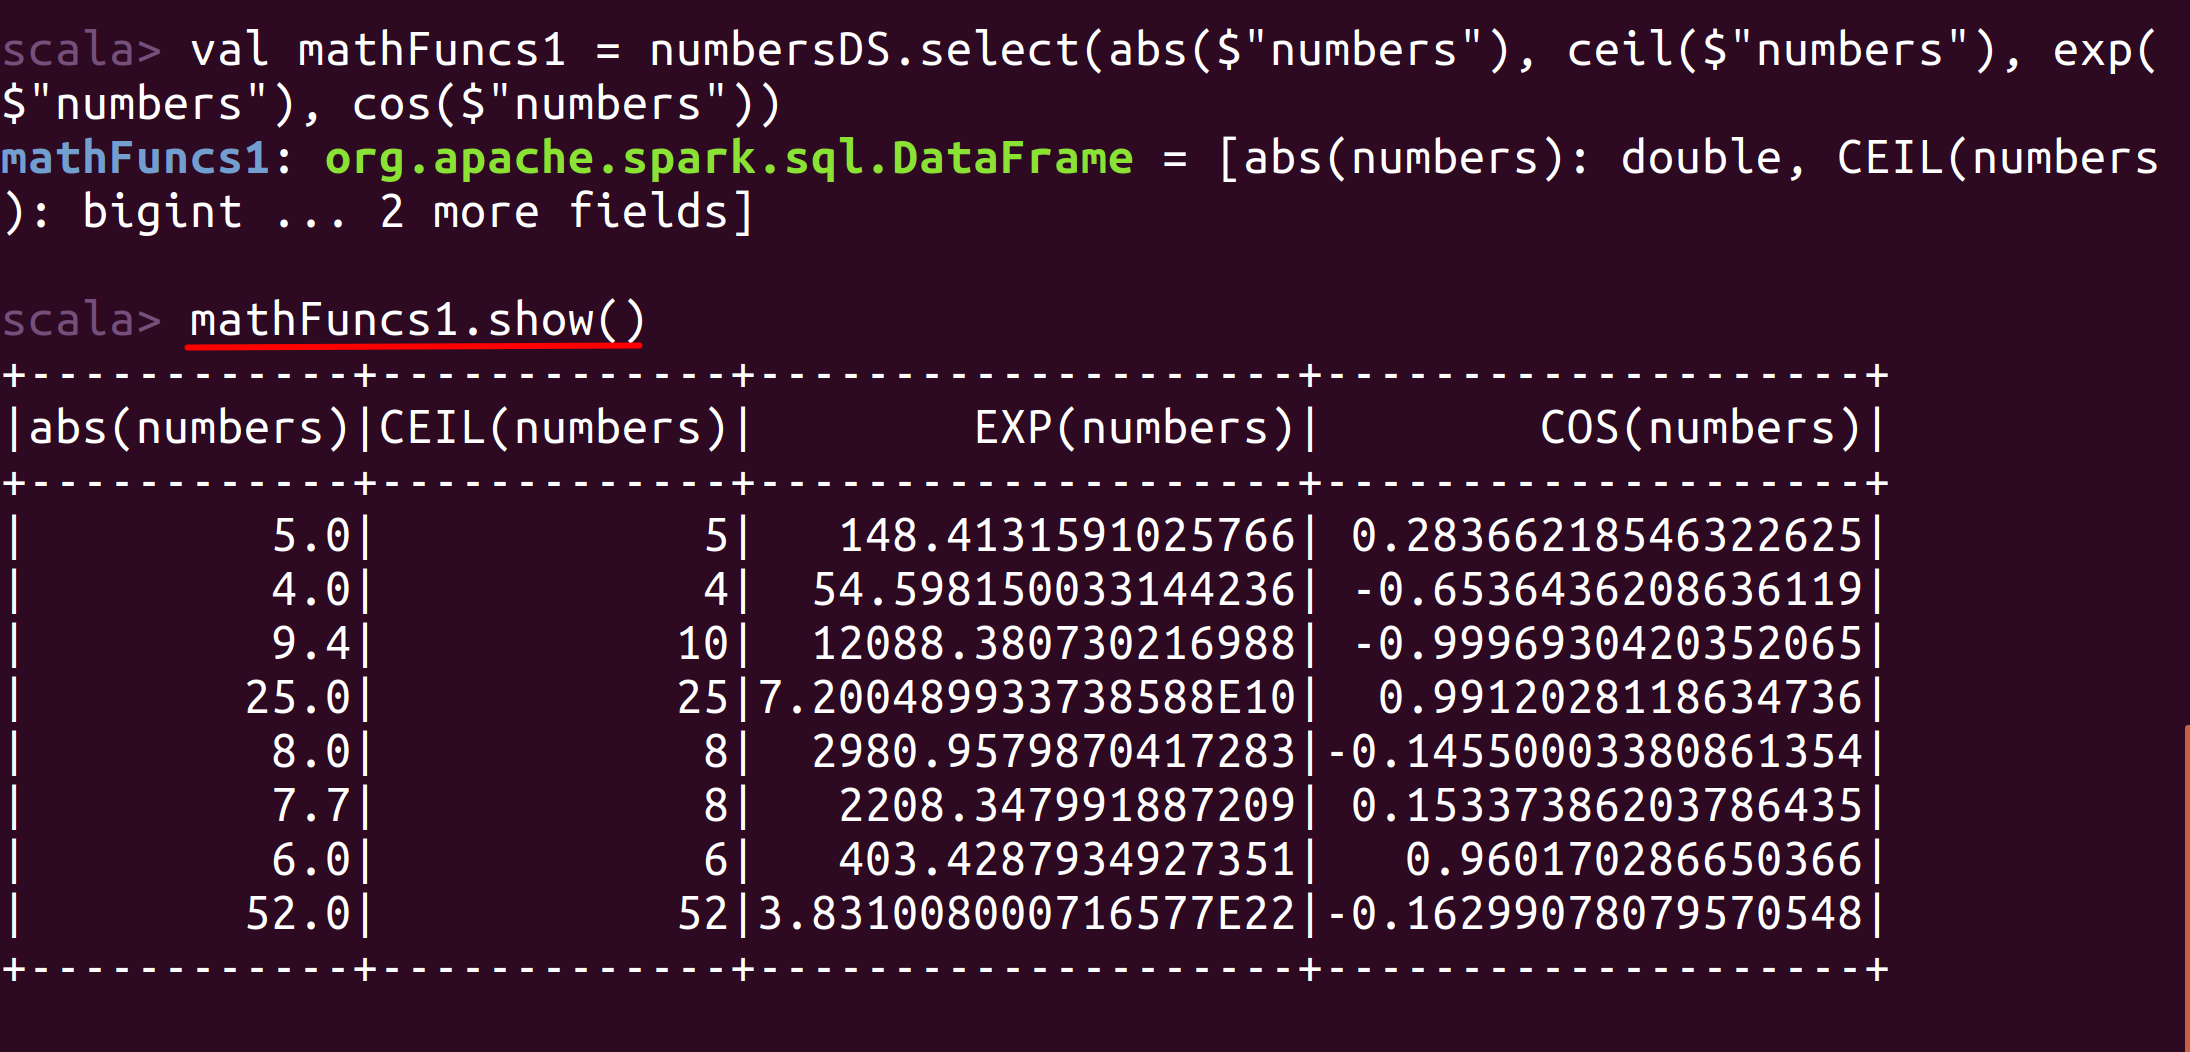 scala> val mathFuncs1 = numbersDS.select(abs($"numbers"), ceil($"numbers"), exp(
$"numbers"), cos($"numbers"))
mathFuncs1: org.apache.spark.sql.DataFrame = [abs(numbers): double, CEIL(numbers
): bigint ... 2 more fields]
scala> mathFuncs1.show()
+------------+-------------+--------------------+--------------------+
|abs(numbers)|CEIL(numbers)|        EXP(numbers)|        COS(numbers)|
+------------+-------------+--------------------+--------------------+
|         5.0|            5|   148.4131591025766| 0.28366218546322625|
|         4.0|            4|  54.598150033144236| -0.6536436208636119|
|         9.4|           10|  12088.380730216988| -0.9996930420352065|
|        25.0|           25|7.200489933738588E10|  0.9912028118634736|
|         8.0|            8|  2980.9579870417283|-0.14550003380861354|
|         7.7|            8|   2208.347991887209| 0.15337386203786435|
|         6.0|            6|   403.4287934927351|   0.960170286650366|
|        52.0|           52|3.831008000716577E22|-0.16299078079570548|
+------------+-------------+--------------------+--------------------+